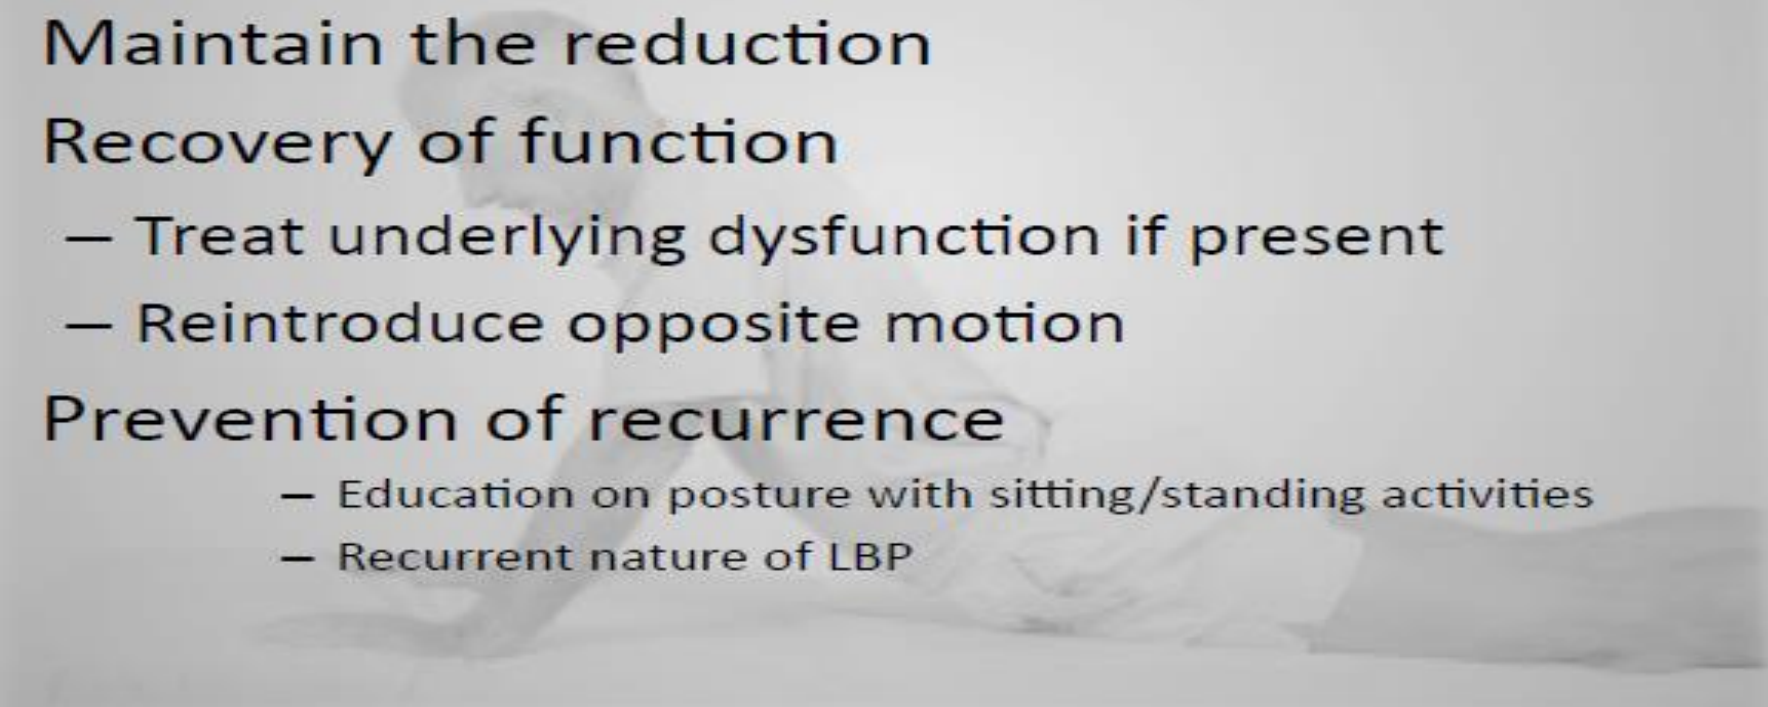 Maintain the reduction
Recovery of function
– Treat underlying dysfunction if present
– Reintroduce opposite motion
Prevention of recurrence
– Education on posture with sitting/standing activities
– Recurrent nature of LBP